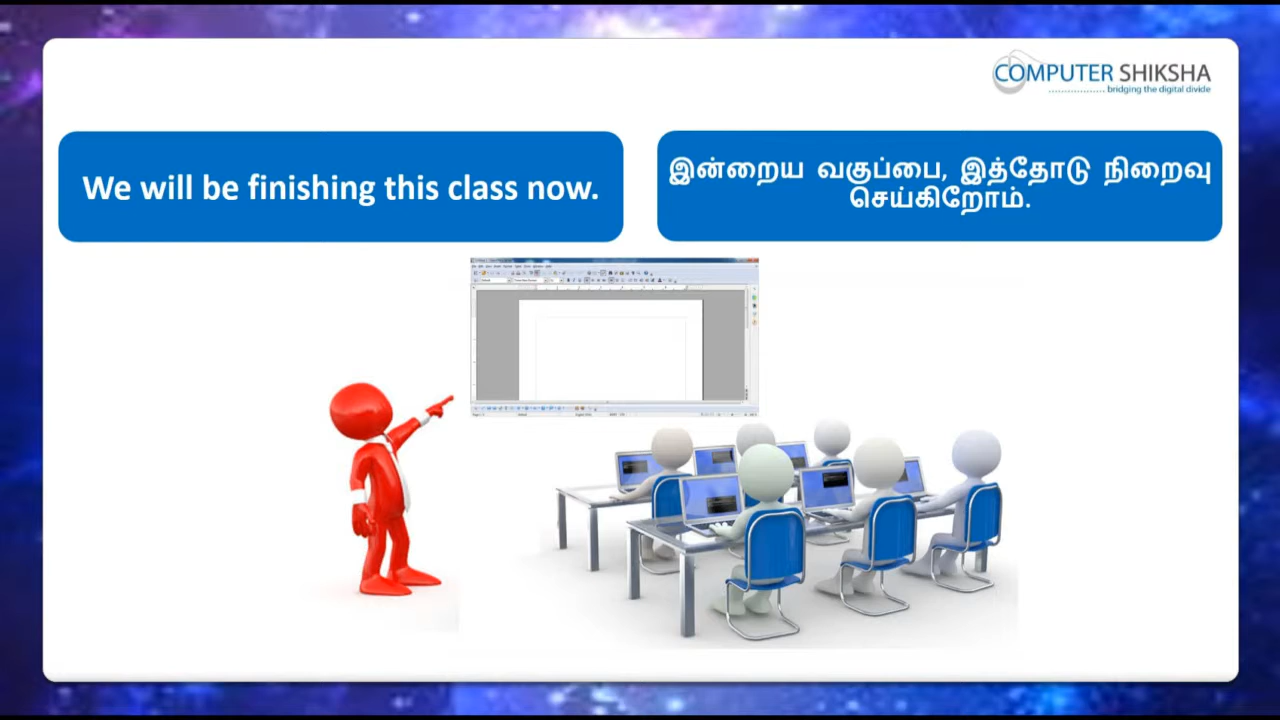 COMPUTER SHIKSHA
bridging the digital divide
We will be finishing this class now.
இன்றைய வகுப்பை, இத்தோடு நிறைவு
செய்கிறோம்.